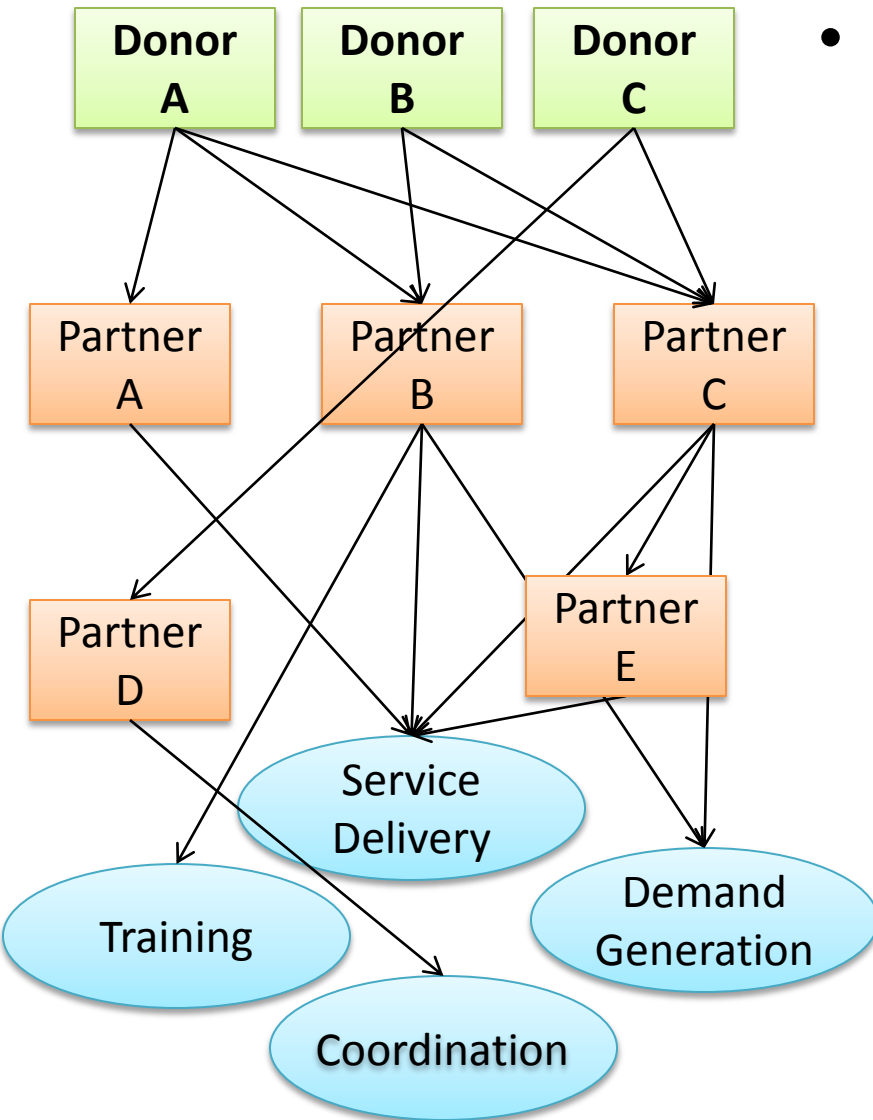 Donor
A
Donor
B
Donor
C
•
Partner
A
Partner
B
Partner
C
Partner
D
Partner
E
Service
Delivery
Training
Demand
Generation
Coordination